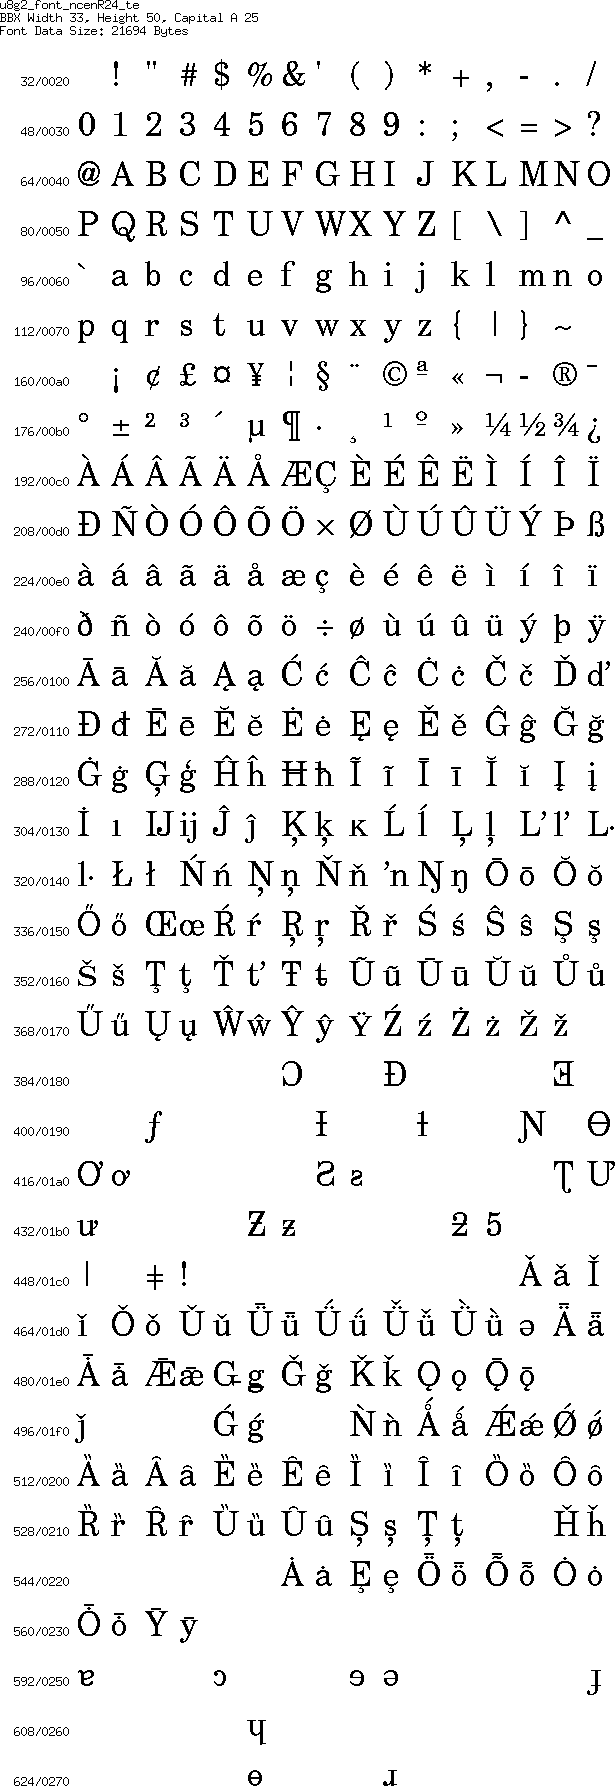 u8g2_font_ncenR24_te
BBX Width 33, Height 50, Capital A 25
Font Data Size: 21694 Bytes
32/0020 ! " # $ % & ' ( ) * + , - . /
48/0030 0 1 2 3 4 5 6 7 8 9 : ; < = > ?
64/0040 @ A B C D E F G H I J K L M N O
80/0050 P Q R S T U V W X Y Z [ \ ] ^ _
96/0060 ` a b c d e f g h i j k l m n o
112/0070 p q r s t u v w x y z { | } ~
160/00a0 ¡ ¢ £ ¤ ¥ ¦ § ¨ © ª « ¬ - ® ¯
176/00b0 ° ± ² ³ ´ µ ¶ · ¸ ¹ º » ¼ ½ ¾ ¿
192/00c0 À Á Â Ã Ä Å Æ Ç È É Ê Ë Ì Í Î Ï
208/00d0 Ð Ñ Ò Ó Ô Õ Ö × Ø Ù Ú Û Ü Ý Þ ß
224/00e0 à á â ã ä å æ ç è é ê ë ì í î ï
240/00f0 ð ñ ò ó ô õ ö ÷ ø ù ú û ü ý þ ÿ
256/0100 Ā ā Ă ă Ą ą Ć ć Ĉ ĉ Ċ ċ Č č Ď ď
272/0110 Đ đ Ē ē Ĕ ĕ Ė ė Ę ę Ě ě Ĝ ĝ Ğ ğ
288/0120 Ġ ġ Ģ ģ Ĥ ĥ Ħ ħ Ĩ ĩ Ī ī Ĭ ĭ Į į
304/0130 İ ı Ĳ ĳ Ĵ ĵ Ķ ķ ĸ Ĺ ĺ Ļ ļ Ľ ľ Ŀ
320/0140 ŀ Ł ł Ń ń Ņ ņ Ň ň ŉ Ŋ ŋ Ō ō Ŏ ŏ
336/0150 Ő ő Œ œ Ŕ ŕ Ŗ ŗ Ř ř Ś ś Ŝ ŝ Ş ş
352/0160 Š š Ţ ţ Ť ť Ŧ ŧ Ũ ũ Ū ū Ŭ ŭ Ů ů
368/0170 Ű ű Ų ų Ŵ ŵ Ŷ ŷ Ÿ Ź ź Ż ż Ž ž
384/0180 Ɔ Ɖ Ǝ
400/0190 ƒ Ɨ ƚ Ɲ Ɵ
416/01a0 Ơ ơ Ƨ ƨ Ʈ Ư
432/01b0 ư Ƶ ƶ ƻ Ƽ
448/01c0 ǀ ǂ ǃ Ǎ ǎ Ǐ
464/01d0 ǐ Ǒ ǒ Ǔ ǔ Ǖ ǖ Ǘ ǘ Ǚ ǚ Ǜ ǜ ǝ Ǟ ǟ
480/01e0 Ǡ ǡ Ǣ ǣ Ǥ ǥ Ǧ ǧ Ǩ ǩ Ǫ ǫ Ǭ ǭ
496/01f0 ǰ Ǵ ǵ Ǹ ǹ Ǻ ǻ Ǽ ǽ Ǿ ǿ
512/0200 Ȁ ȁ Ȃ ȃ Ȅ ȅ Ȇ ȇ Ȉ ȉ Ȋ ȋ Ȍ ȍ Ȏ ȏ
528/0210 Ȑ ȑ Ȓ ȓ Ȕ ȕ Ȗ ȗ Ș ș Ț ț Ȟ ȟ
544/0220 Ȧ ȧ Ȩ ȩ Ȫ ȫ Ȭ ȭ Ȯ ȯ
560/0230 Ȱ ȱ Ȳ ȳ
592/0250 ɐ ɔ ɘ ə ɟ
608/0260 ɥ
624/0270 ɵ ɹ